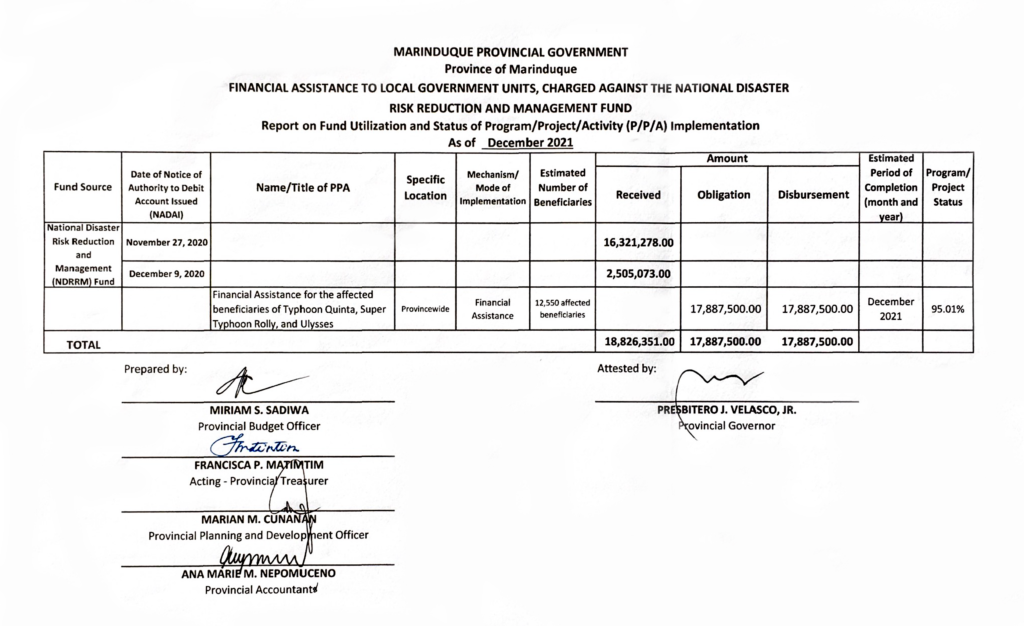 MARINDUQUE PROVINCIAL GOVERNMENT
Province of Marinduque
FINANCIAL ASSISTANCE TO LOCAL GOVERNMENT UNITS, CHARGED AGAINST THE NATIONAL DISASTER
RISK REDUCTION AND MANAGEMENT FUND
Report on Fund Utilization and Status of Program/Project/Activity (P/P/A) Implementation
As of December 2021
Fund Source
Date of Notice of
Authority to Debit
Account Issued
(NADAI)
Name/Title of PPA
Specific
Location
Mechanism/
Mode of
Implementation
Estimated
Number of
Beneficiaries
Amount
Received
Obligation
Disbursement
Estimated
Period of
Completion
(month and
year)
Program/
Project
Status
National Disaster
Risk Reduction
and
Management
(NDRRM) Fund
November 27, 2020
16,321,278.00
December 9, 2020
2,505,073.00
Financial Assistance for the affected
beneficiaries of Typhoon Quinta, Super
Typhoon Rolly, and Ulysses
Provincewide
Financial
Assistance
12,550 affected
beneficiaries
17,887,500.00
17,887,500.00
December
2021
95.01%
TOTAL
18,826,351.00
17,887,500.00
17,887,500.00
Prepared by:
MIRIAM S. SADIWA
Provincial Budget Officer
FRANCISCA P. MATIMTIM
Acting - Provincial Treasurer
MARIAN M. CUNANAN
Provincial Planning and Development Officer
ANA MARIE M. NEPOMUCENO
Provincial Accountant
Attested by:
PRESBITERO J. VELASCO, JR.
Provincial Governor